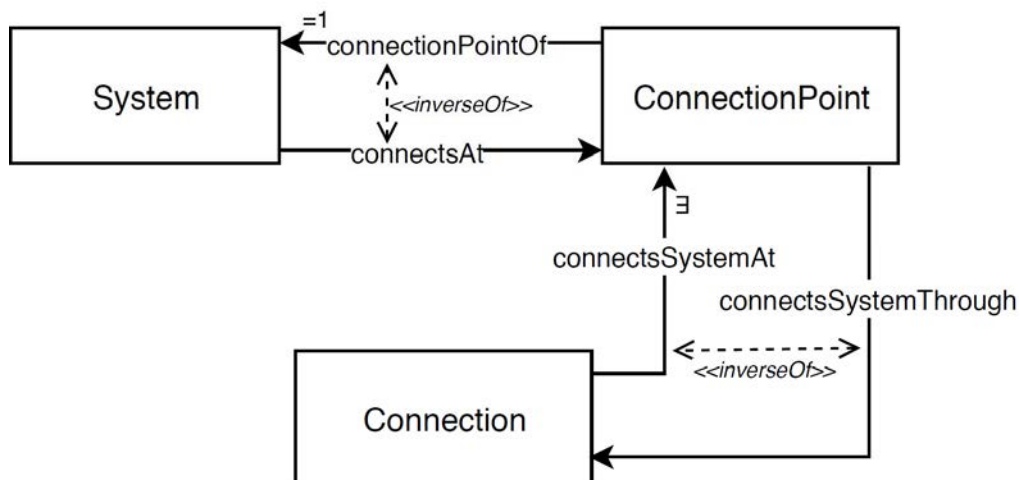 =1
connectionPointOf
System
<<inverseOf>>
ConnectionPoint
connectsAt
∃
connectsSystemAt
connectsSystemThrough
<<inverseOf>>
Connection